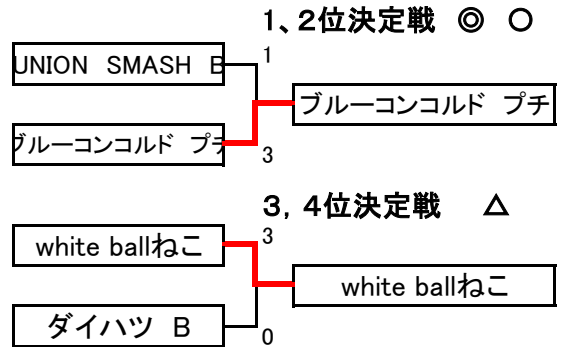 1、2位決定戦 ◎ ○
UNION SMASH B
1
ブルーコンコルド プチ
ブルーコンコルド プチ
3
3，4位決定戦 △
white ballねこ
3
white ballねこ
ダイハツ B
0